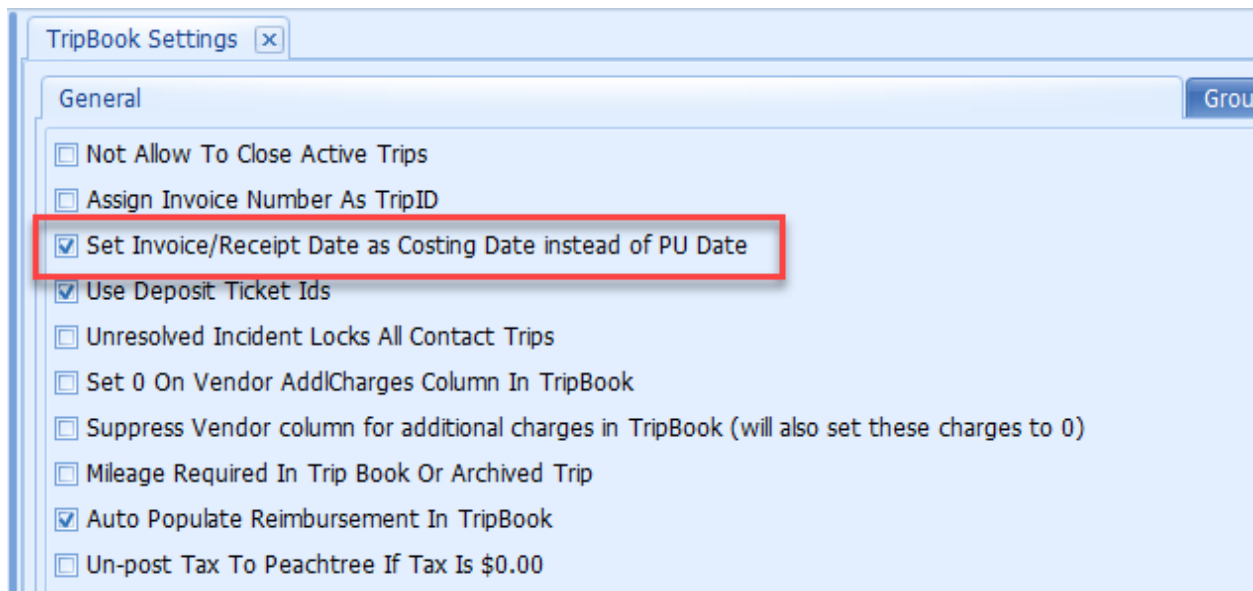 TripBook Settings
General
Grou
Not Allow To Close Active Trips
Assign Invoice Number As TripID
Set Invoice/Receipt Date as Costing Date instead of PU Date
Use Deposit Ticket Ids
Unresolved Incident Locks All Contact Trips
Set 0 On Vendor AddlCharges Column In TripBook
Suppress Vendor column for additional charges in TripBook (will also set these charges to 0)
Mileage Required In Trip Book Or Archived Trip
Auto Populate Reimbursement In TripBook
Un-post Tax To Peachtree If Tax Is $0.00